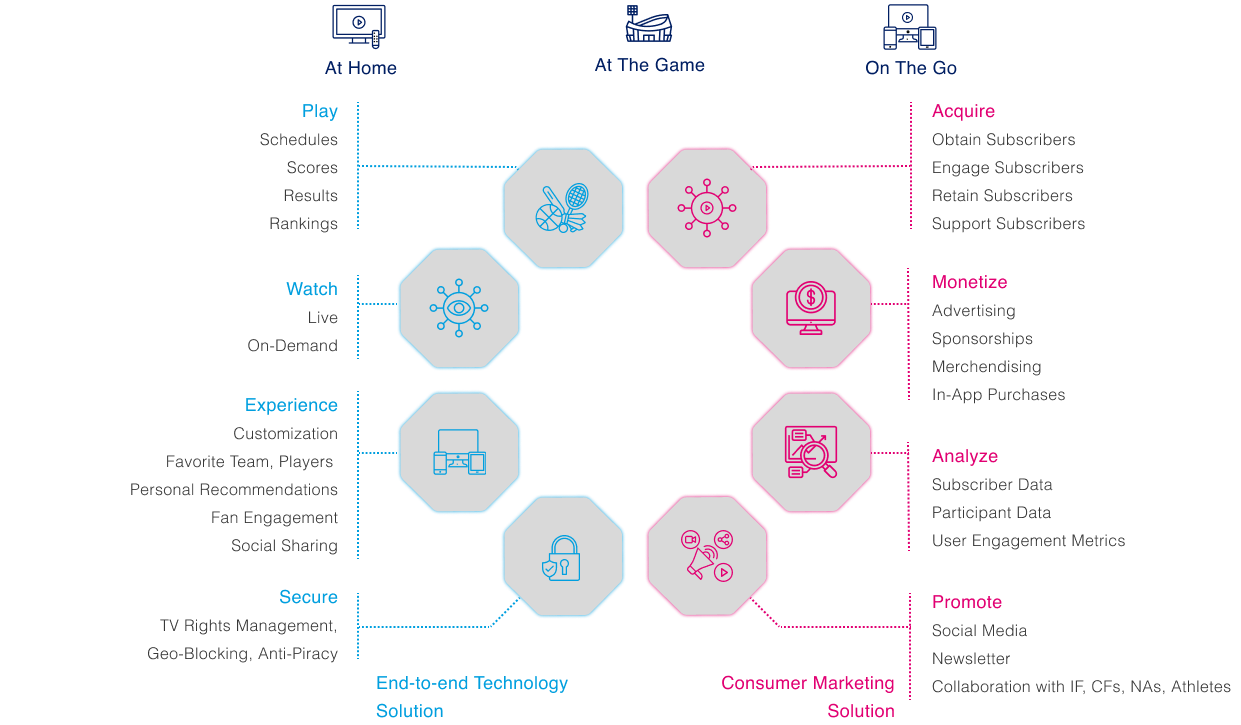 At Home
At The Game
On The Go
Play
Schedules
Scores
Results
Rankings
Watch
Live
On-Demand
Experience
Customization
Favorite Team, Players
Personal Recommendations
Fan Engagement
Social Sharing
Secure
TV Rights Management,
Geo-Blocking, Anti-Piracy
End-to-end Technology
Solution
Acquire
Obtain Subscribers
Engage Subscribers
Retain Subscribers
Support Subscribers
Monetize
Advertising
Sponsorships
Merchendising
In-App Purchases
Analyze
Subscriber Data
Participant Data
User Engagement Metrics
Promote
Social Media
Newsletter
Collaboration with IF, CFs, NAs, Athletes
Consumer Marketing
Solution